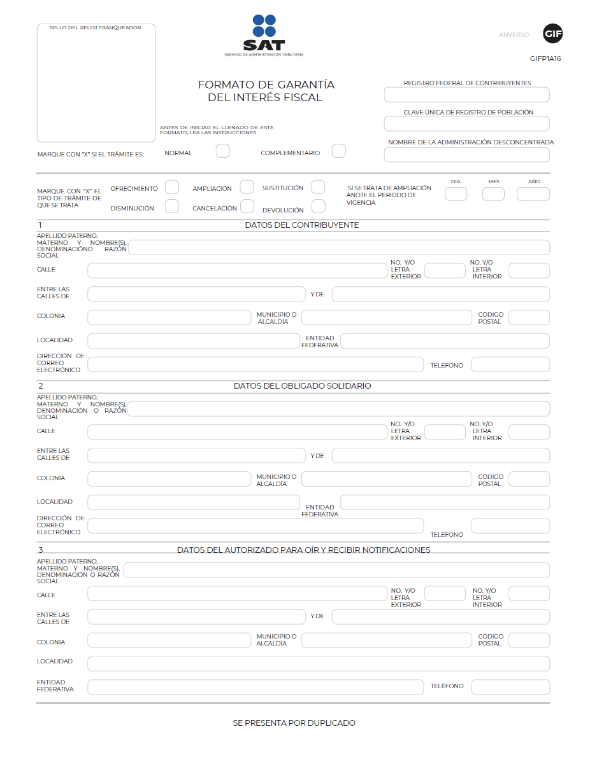 SELLO DEL RELOJ FRANQUEADOR
SAT
SERVICIO DE ADMINISTRACIÓN TRIBUTARIA
ANVERSO
GIF
GIFP1A16
FORMATO DE GARANTÍA
DEL INTERÉS FISCAL
REGISTRO FEDERAL DE CONTRIBUYENTES
CLAVE ÚNICA DE REGISTRO DE POBLACIÓN
ANTES DE INICIAR EL LLENADO DE ESTE
FORMATO, LEA LAS INSTRUCCIONES
NOMBRE DE LA ADMINISTRACIÓN DESCONCENTRADA
MARQUE CON "X" SI EL TRÁMITE ES:
NORMAL
COMPLEMENTARIO
MARQUE CON "X" EL
TIPO DE TRÁMITE DE
QUE SE TRATA
OFRECIMIENTO
AMPLIACIÓN
SUSTITUCIÓN
DISMINUCIÓN
CANCELACIÓN
DEVOLUCIÓN
SI SE TRATA DE AMPLIACIÓN
ANOTE EL PERIODO DE
VIGENCIA
DÍA
MES
AÑO
1 DATOS DEL CONTRIBUYENTE
APELLIDO PATERNO,
MATERNO Y NOMBRE(S),
DENOMINACIÓNO RAZÓN
SOCIAL
CALLE
NO. Y/O
LETRA
EXTERIOR
NO. Y/O
LETRA
INTERIOR
ENTRE LAS
CALLES DE
Y DE
COLONIA
MUNICIPIO O
ALCALDÍA
CÓDIGO
POSTAL
LOCALIDAD
ENTIDAD
FEDERATIVA
DIRECCIÓN DE
CORREO
ELECTRÓNICO
TELÉFONO
2 DATOS DEL OBLIGADO SOLIDARIO
APELLIDO PATERNO,
MATERNO Y NOMBRE(S),
DENOMINACIÓN O RAZÓN
SOCIAL
CALLE
NO. Y/O
LETRA
EXTERIOR
NO. Y/O
LETRA
INTERIOR
ENTRE LAS
CALLES DE
Y DE
COLONIA
MUNICIPIO O
ALCALDÍA
CÓDIGO
POSTAL
LOCALIDAD
ENTIDAD
FEDERATIVA
DIRECCIÓN DE
CORREO
ELECTRÓNICO
TELÉFONO
3 DATOS DEL AUTORIZADO PARA OÍR Y RECIBIR NOTIFICACIONES
APELLIDO PATERNO,
MATERNO Y NOMBRE(S),
DENOMINACIÓN O RAZÓN
SOCIAL
CALLE
NO. Y/O
LETRA
EXTERIOR
NO. Y/O
LETRA
INTERIOR
ENTRE LAS
CALLES DE
Y DE
COLONIA
MUNICIPIO O
ALCALDÍA
CÓDIGO
POSTAL
LOCALIDAD
ENTIDAD
FEDERATIVA
TELÉFONO
SE PRESENTA POR DUPLICADO